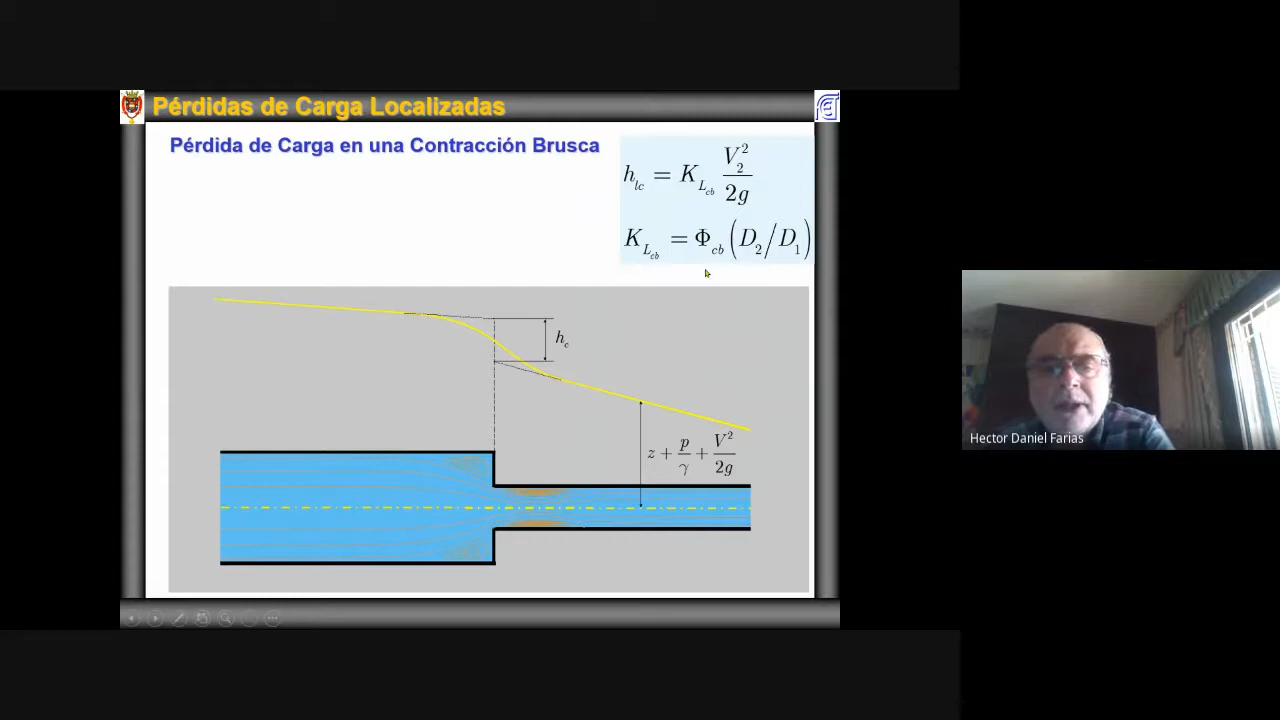 Pérdidas de Carga Localizadas
Pérdida de Carga en una Contracción Brusca
h_lc = K_L_cb V_2^2 / 2g
K_L_cb = Φ_cb (D_2/D_1)
h_c
z + p/γ + V^2/2g
Hector Daniel Farias